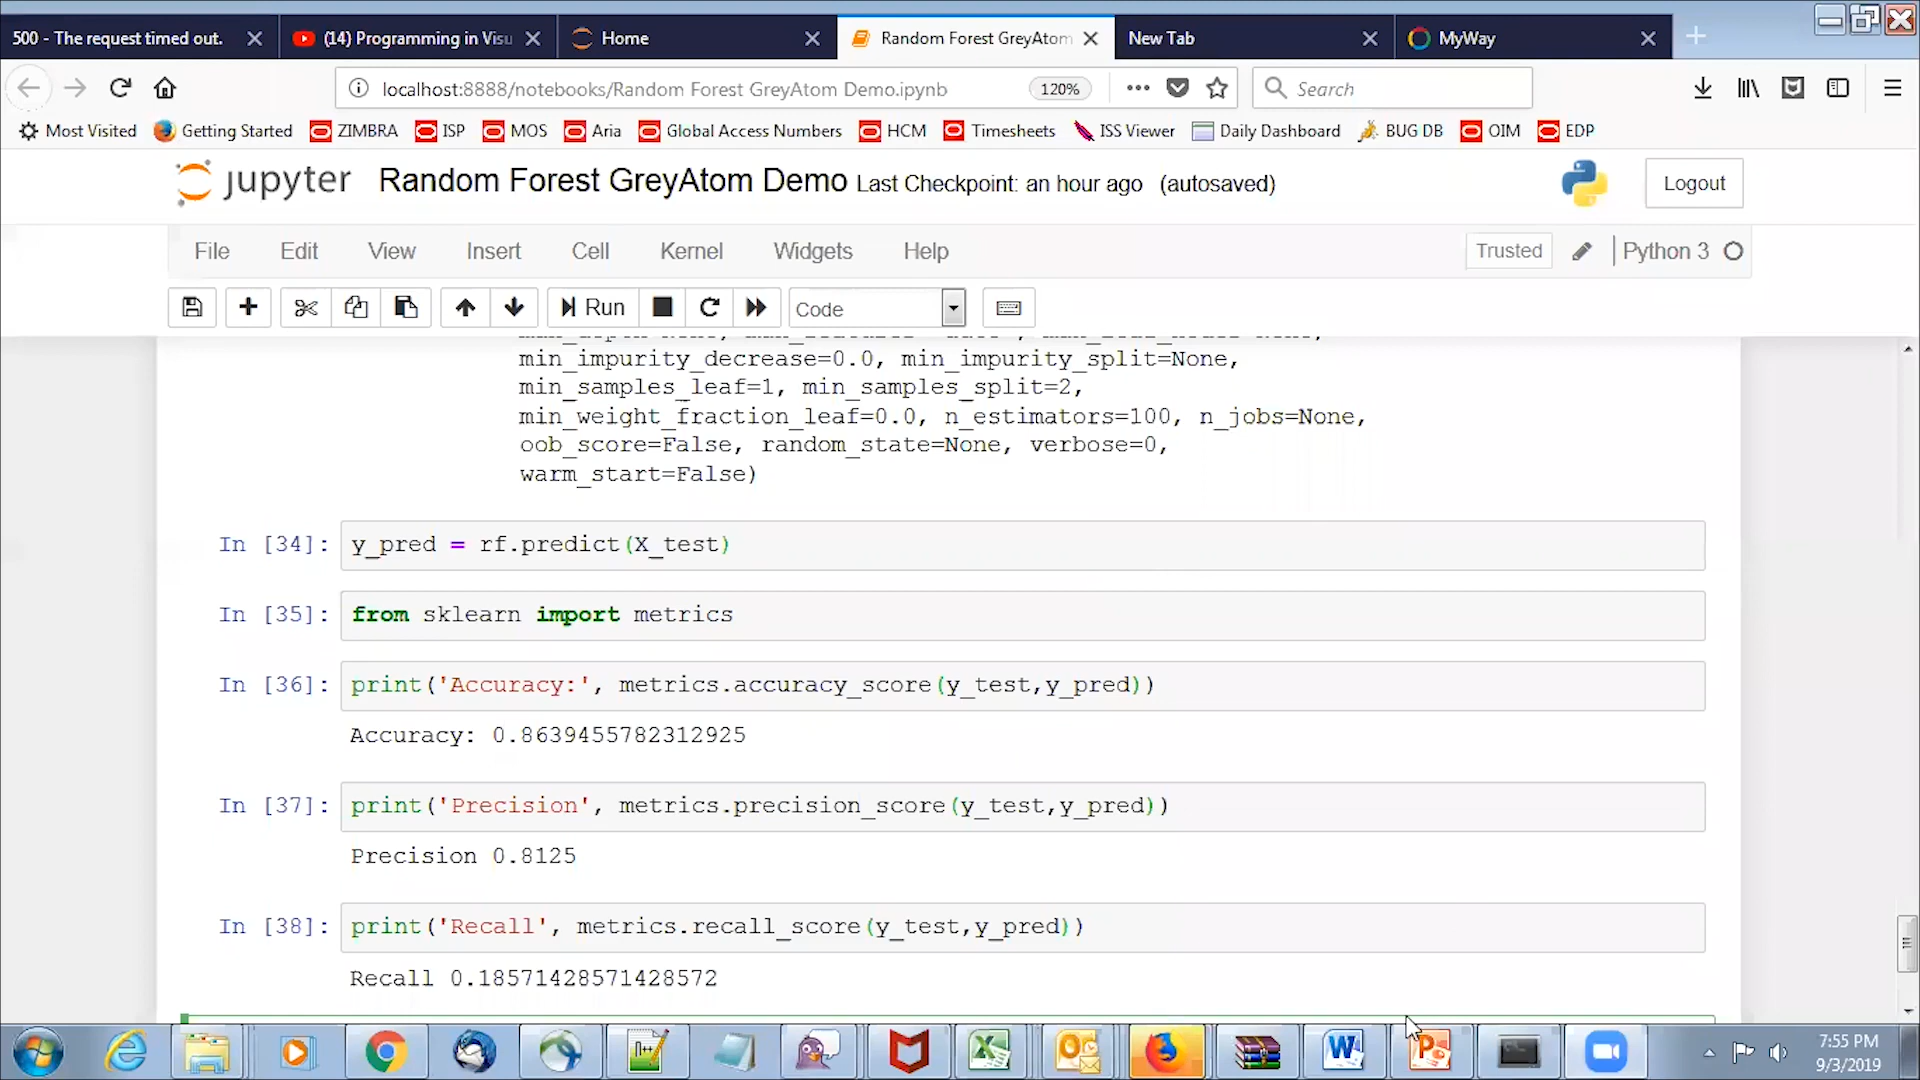 500 - The request timed out.
(14) Programming in Visu
Home
Random Forest GreyAtom
New Tab
MyWay
localhost:8888/notebooks/Random Forest GreyAtom Demo.ipynb
120%
Search
Most Visited
Getting Started
ZIMBRA
ISP
MOS
Aria
Global Access Numbers
HCM
Timesheets
ISS Viewer
Daily Dashboard
BUG DB
OIM
EDP
jupyter
Random Forest GreyAtom Demo Last Checkpoint: an hour ago (autosaved)
Logout
File Edit View Insert Cell Kernel Widgets Help
Trusted
Python 3
Run
Code
min_impurity_decrease=0.0, min_impurity_split=None,
min_samples_leaf=1, min_samples_split=2,
min_weight_fraction_leaf=0.0, n_estimators=100, n_jobs=None,
oob_score=False, random_state=None, verbose=0,
warm_start=False)
In [34]: y_pred = rf.predict(X_test)
In [35]: from sklearn import metrics
In [36]: print('Accuracy:', metrics.accuracy_score(y_test,y_pred))
Accuracy: 0.8639455782312925
In [37]: print('Precision', metrics.precision_score(y_test,y_pred))
Precision 0.8125
In [38]: print('Recall', metrics.recall_score(y_test,y_pred))
Recall 0.18571428571428572
7:55 PM
9/3/2019